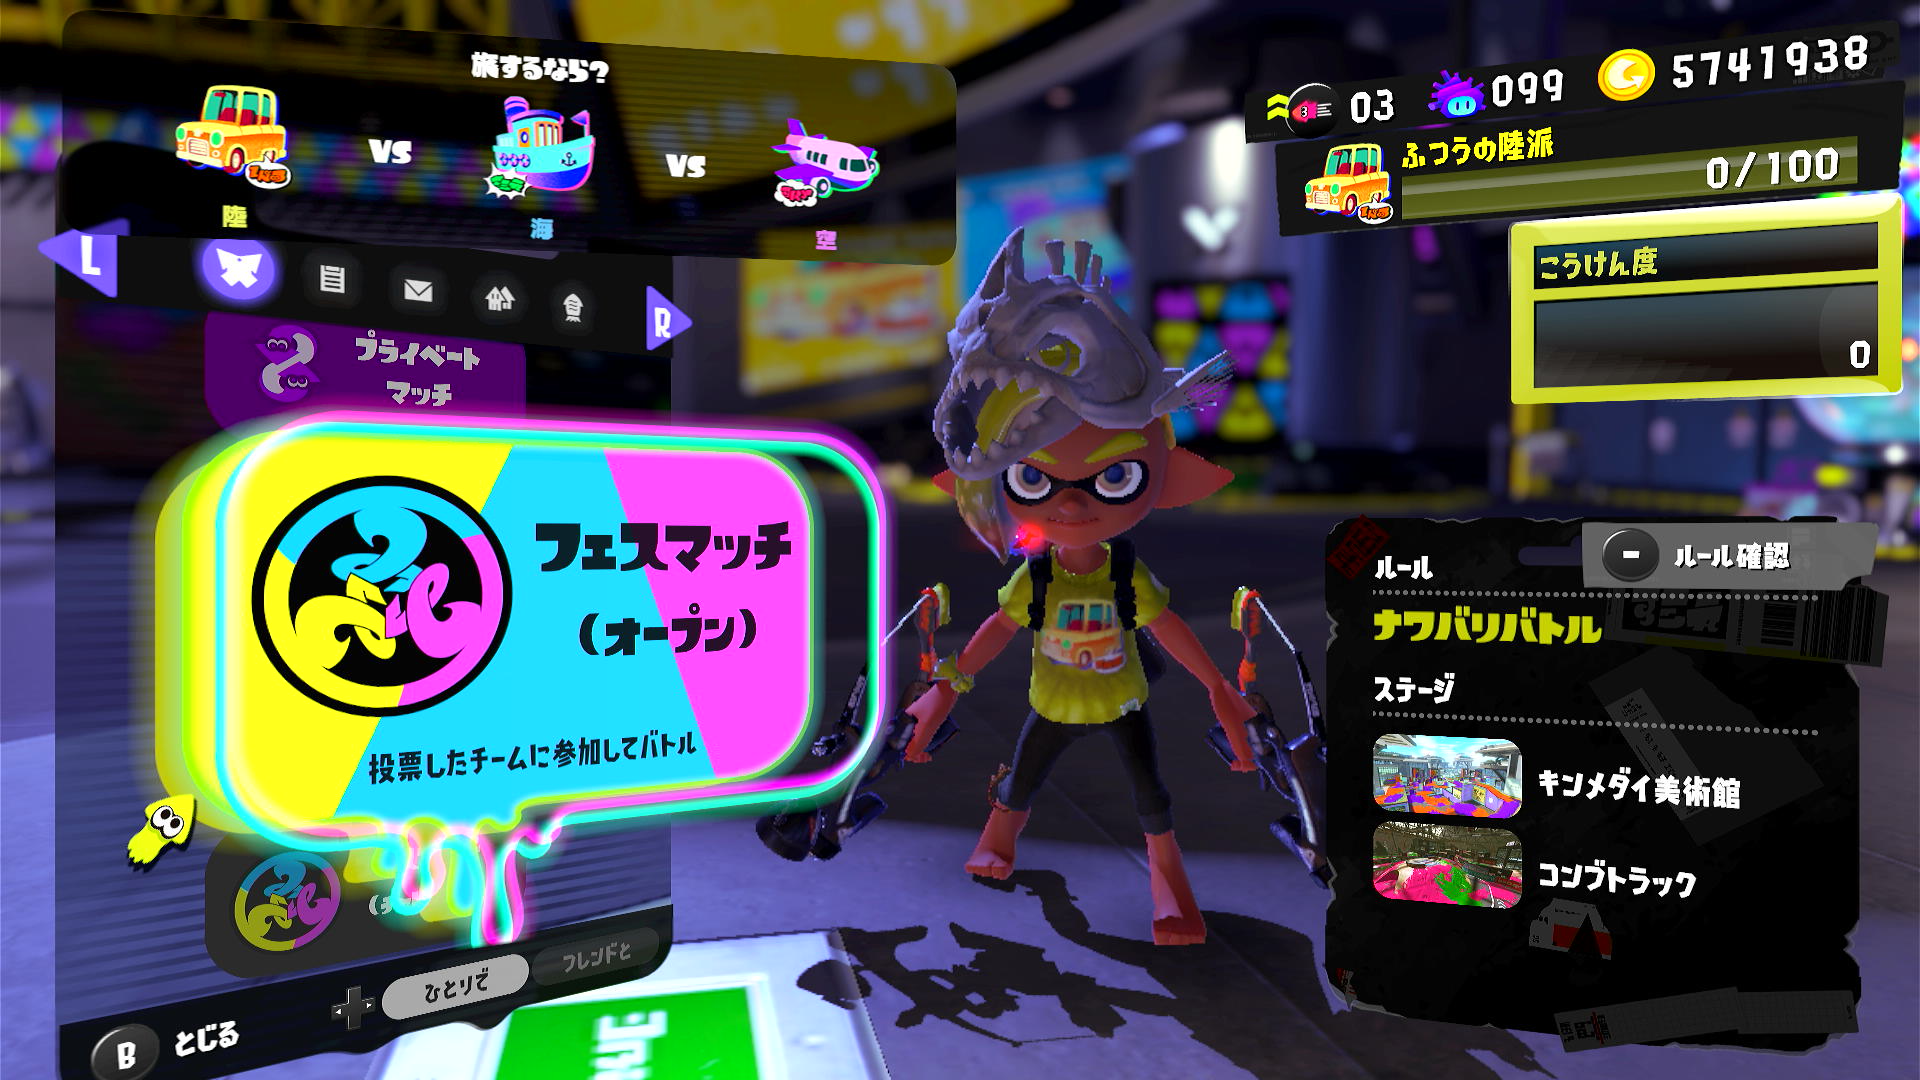 旅するなら?
VS
VS
陸
海
空
L
R
プライベート
マッチ
フェスマッチ
(オープン)
投票したチームに参加してバトル
ひとりで
フレンドと
B とじる
3
03
099
5741938
ふつうの陸派
0/100
こうけん度
0
ルール確認
ルール
ナワバリバトル
ステージ
キンメダイ美術館
コンブトラック